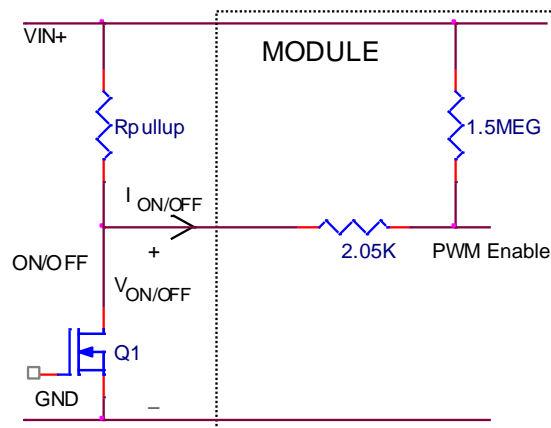 VIN+
MODULE
Rpullup
1.5MEG
I ON/OFF
+
2.05K
PWM Enable
ON/OFF
V ON/OFF
Q1
GND
–